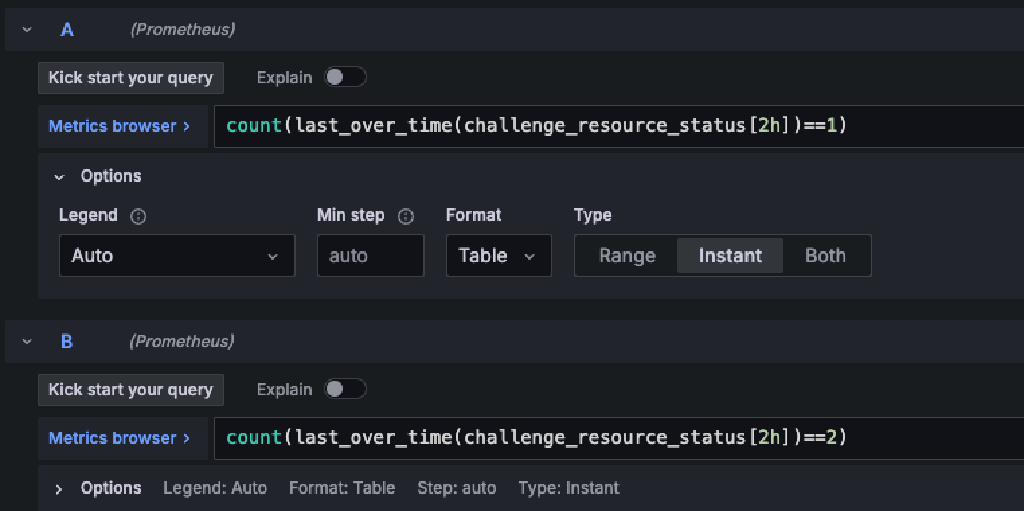 A (Prometheus)
Kick start your query Explain
Metrics browser > count(last_over_time(challenge_resource_status[2h])==1)
Options
Legend Min step Format Type
Auto auto Table Range Instant Both
B (Prometheus)
Kick start your query Explain
Metrics browser > count(last_over_time(challenge_resource_status[2h])==2)
Options Legend: Auto Format: Table Step: auto Type: Instant